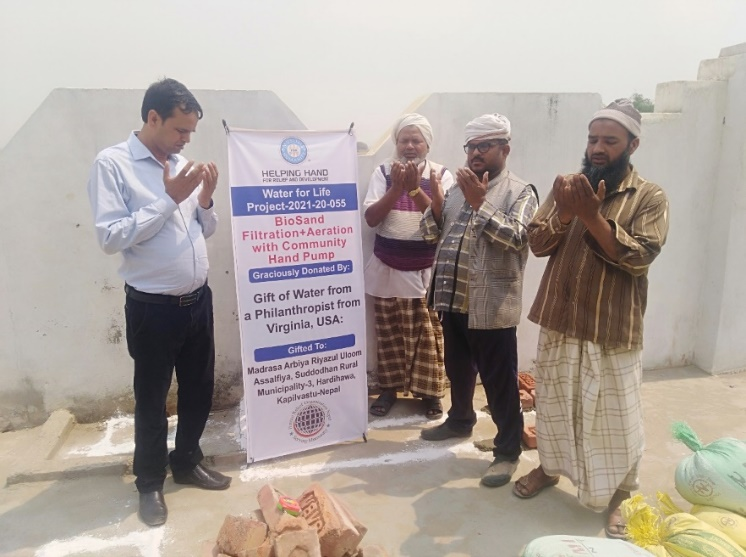 HELPING HAND
FOR RELIEF AND DEVELOPMENT
Water for Life
Project-2021-20-055
BioSand
Filtration+Aeration
with Community
Hand Pump
Graciously Donated By:
Gift of Water from
a Philanthropist from
Virginia, USA:
Gifted To:
Madrasa Arbiya Riyazul Uloom
Assalfiya, Suddodhan Rural
Municipality-3, Hardihawa,
Kapilvastu-Nepal